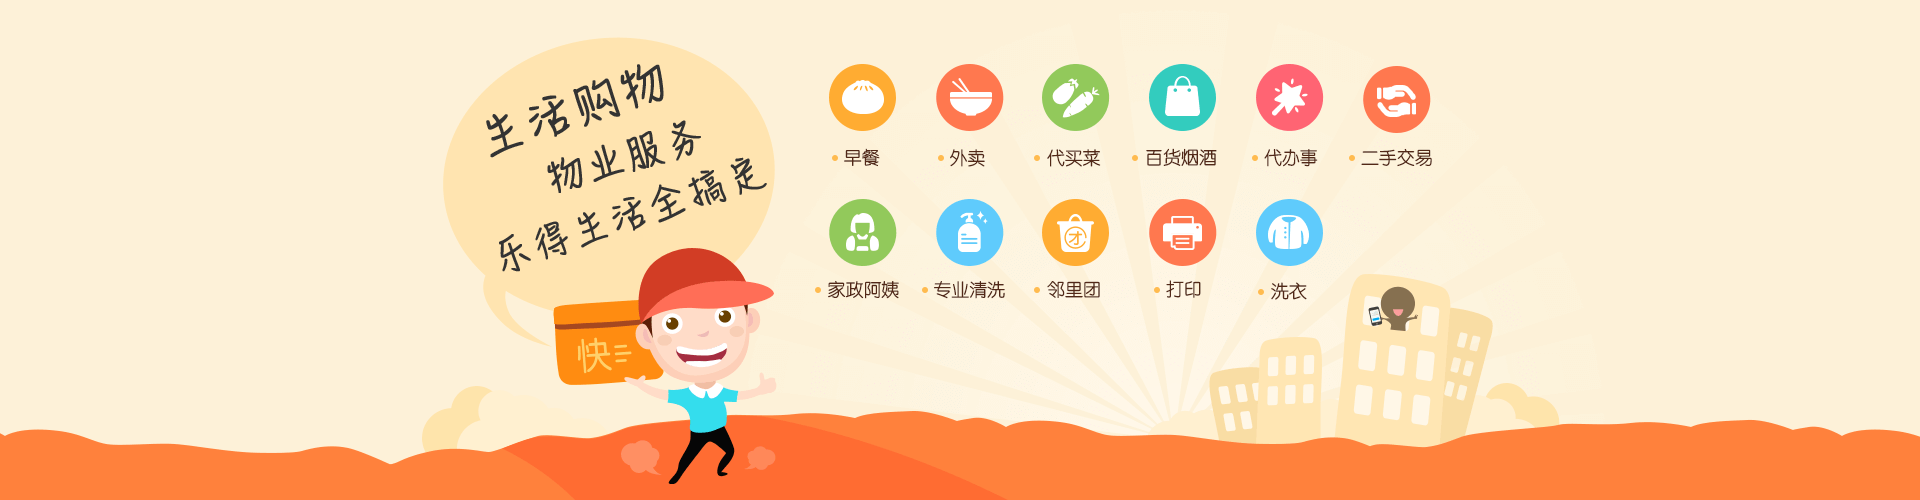 生活购物
物业服务
乐得生活全搞定
早餐 外卖 代买菜 百货烟酒 代办事 二手交易
团
家政阿姨 专业清洗 邻里团 打印 洗衣
快